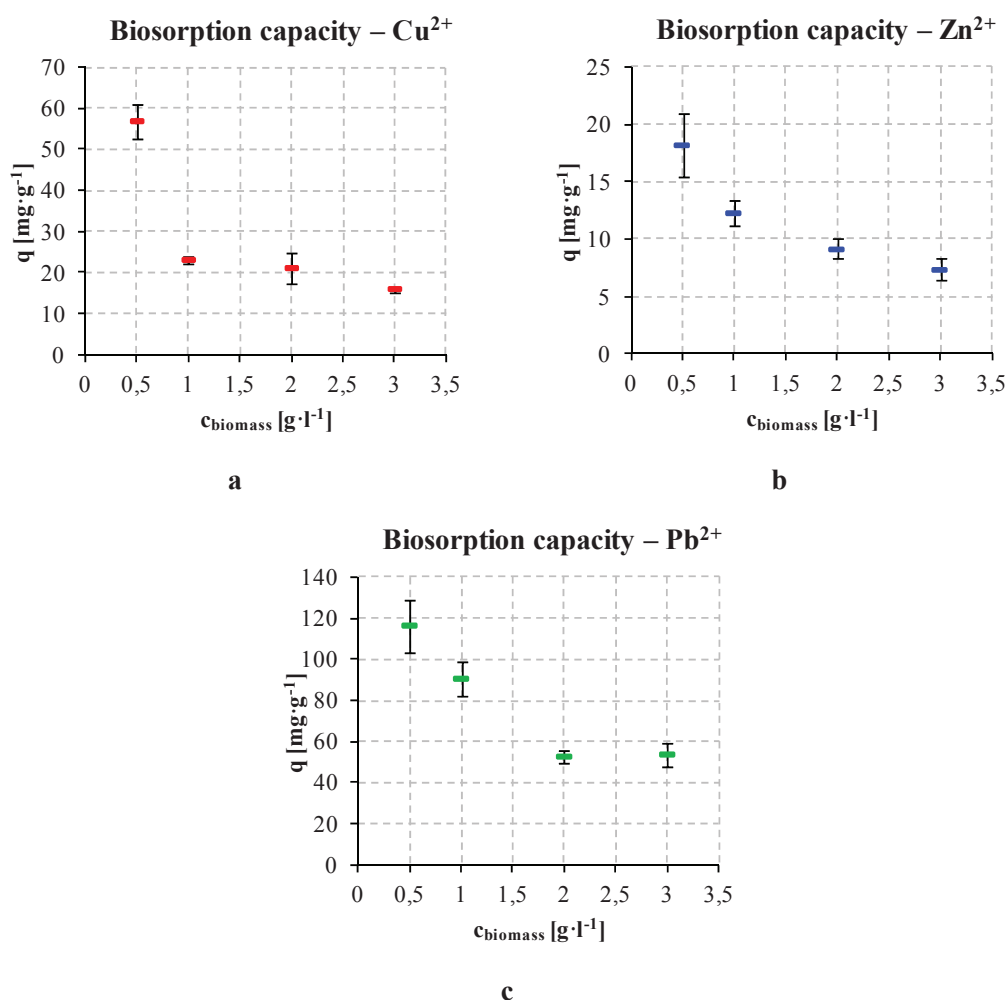 Biosorption capacity – Cu²⁺
70
60
50
40
30
20
10
0
q [mg·g⁻¹]
0 0,5 1 1,5 2 2,5 3 3,5
c_biomass [g·l⁻¹]
a
Biosorption capacity – Zn²⁺
25
20
15
10
5
0
q [mg·g⁻¹]
0 0,5 1 1,5 2 2,5 3 3,5
c_biomass [g·l⁻¹]
b
Biosorption capacity – Pb²⁺
140
120
100
80
60
40
20
0
q [mg·g⁻¹]
0 0,5 1 1,5 2 2,5 3 3,5
c_biomass [g·l⁻¹]
c